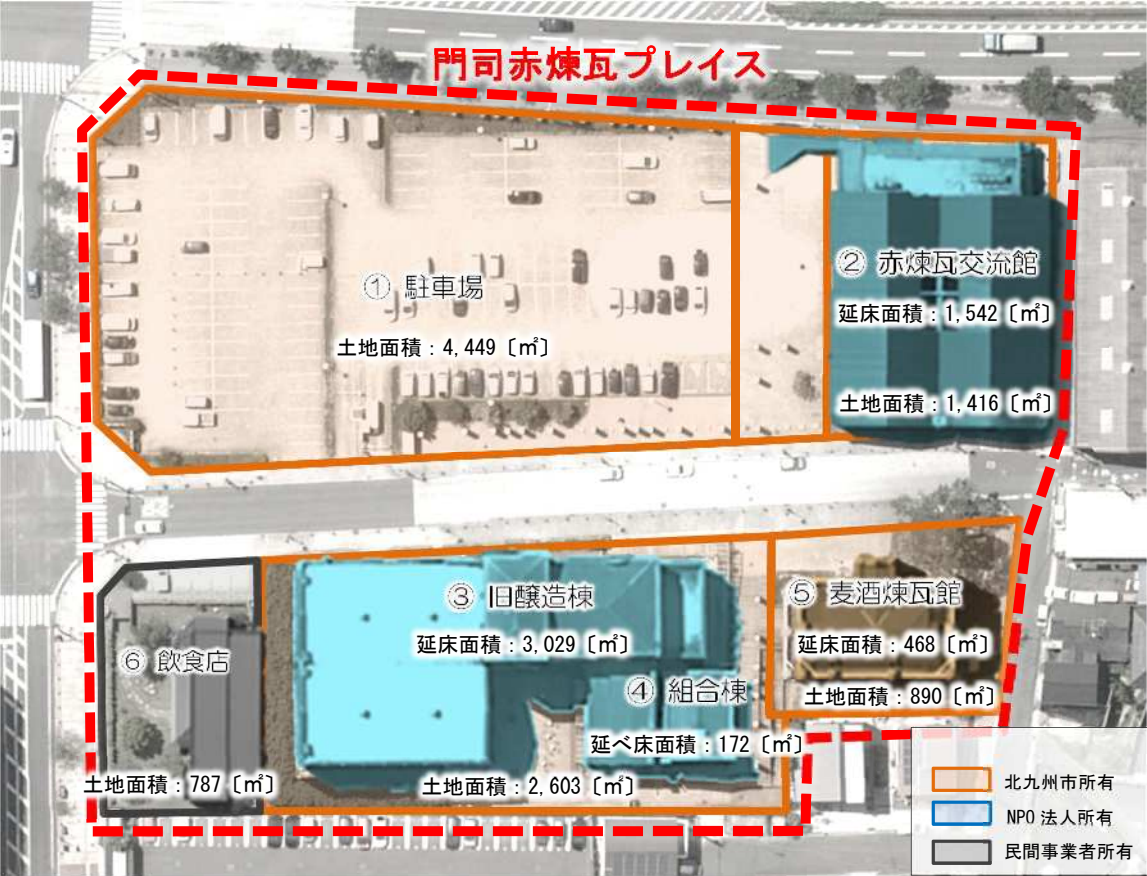 門司赤煉瓦プレイス
① 駐車場
土地面積：4,449〔㎡〕
② 赤煉瓦交流館
延床面積：1,542〔㎡〕
土地面積：1,416〔㎡〕
③ 旧醸造棟
延床面積：3,029〔㎡〕
④ 組合棟
延べ床面積：172〔㎡〕
土地面積：2,603〔㎡〕
⑤ 麦酒煉瓦館
延床面積：468〔㎡〕
土地面積：890〔㎡〕
⑥ 飲食店
土地面積：787〔㎡〕
北九州市所有
NPO 法人所有
民間事業者所有